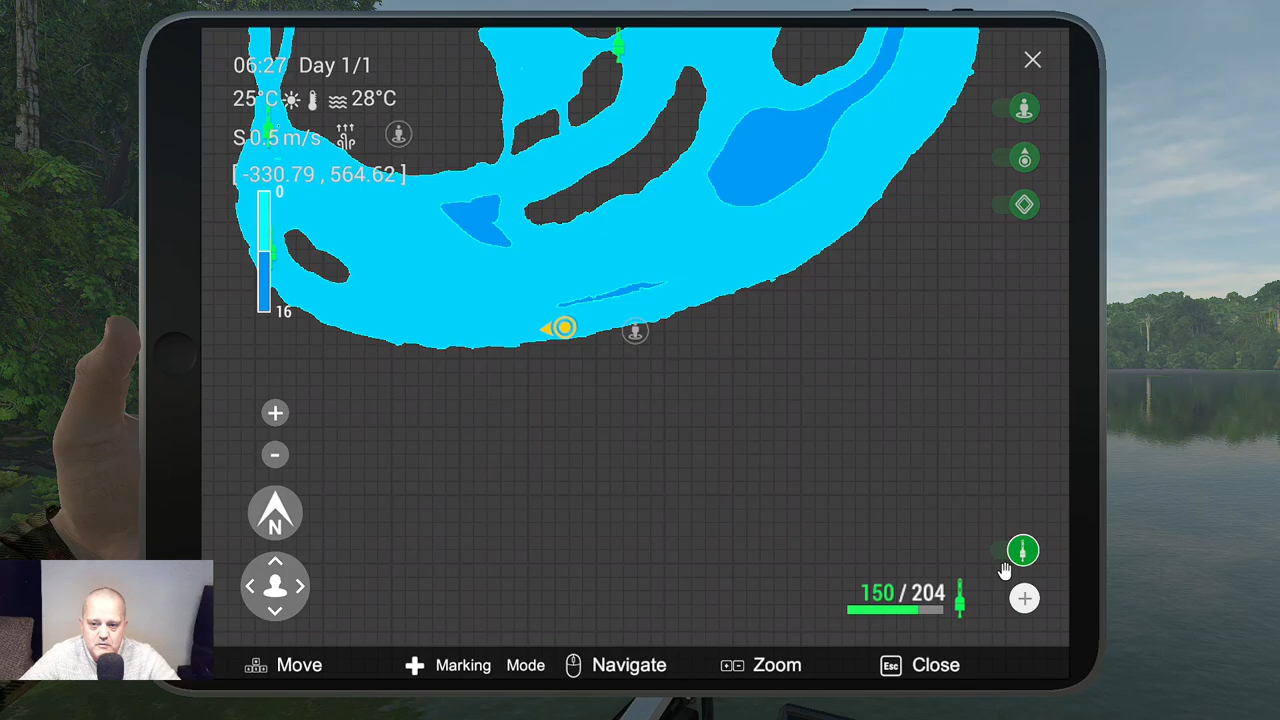 06:27 Day 1/1
25°C 28°C
S 0.5 m/s
[ -330.79 , 564.62 ]
0
16
+
-
N
150 / 204
+
Move
Marking Mode
Navigate
Zoom
Esc Close